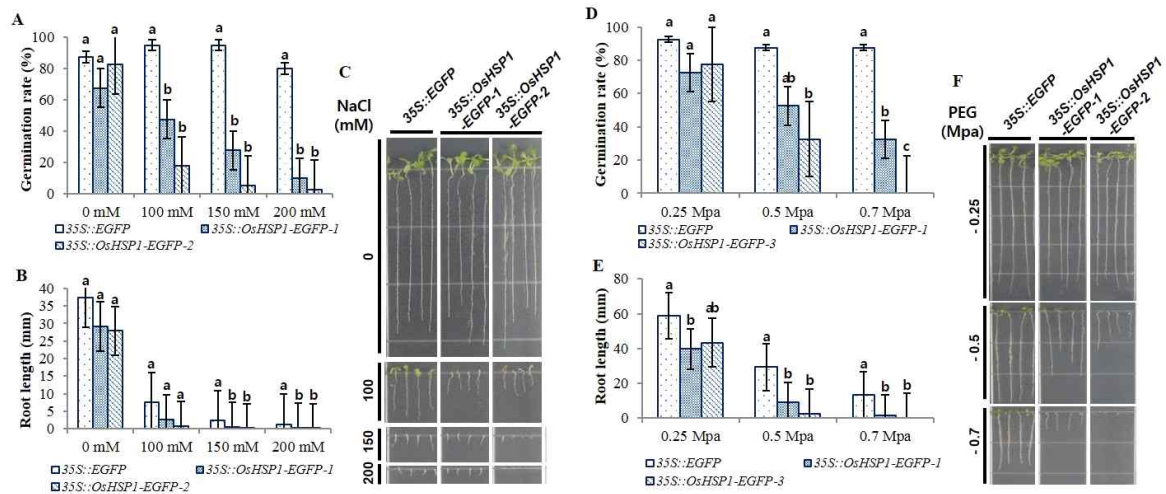 A
Germination rate (%)
100
80
60
40
20
0
a
a
a
a
b
b
a
b
b
a
b
b
0 mM
100 mM
150 mM
200 mM
35S::EGFP
35S::OsHSP1-EGFP-1
35S::OsHSP1-EGFP-2
B
Root length (mm)
40
35
30
25
20
15
10
5
0
a
a
a
a
a
a
a
b
b
a
b
b
0 mM
100 mM
150 mM
200 mM
35S::EGFP
35S::OsHSP1-EGFP-1
35S::OsHSP1-EGFP-2
C
NaCl
(mM)
35S::EGFP
35S::OsHSP1
-EGFP-1
35S::OsHSP1
-EGFP-2
0
100
150
200
D
Germination rate (%)
100
80
60
40
20
0
a
a
a
a
ab
b
a
b
c
0.25 Mpa
0.5 Mpa
0.7 Mpa
35S::EGFP
35S::OsHSP1-EGFP-1
35S::OsHSP1-EGFP-3
E
Root length (mm)
80
60
40
20
0
a
b
ab
a
b
b
a
b
b
0.25 Mpa
0.5 Mpa
0.7 Mpa
35S::EGFP
35S::OsHSP1-EGFP-1
35S::OsHSP1-EGFP-3
F
PEG
(Mpa)
35S::EGFP
35S::OsHSP1
-EGFP-1
35S::OsHSP1
-EGFP-2
- 0.25
- 0.5
- 0.7